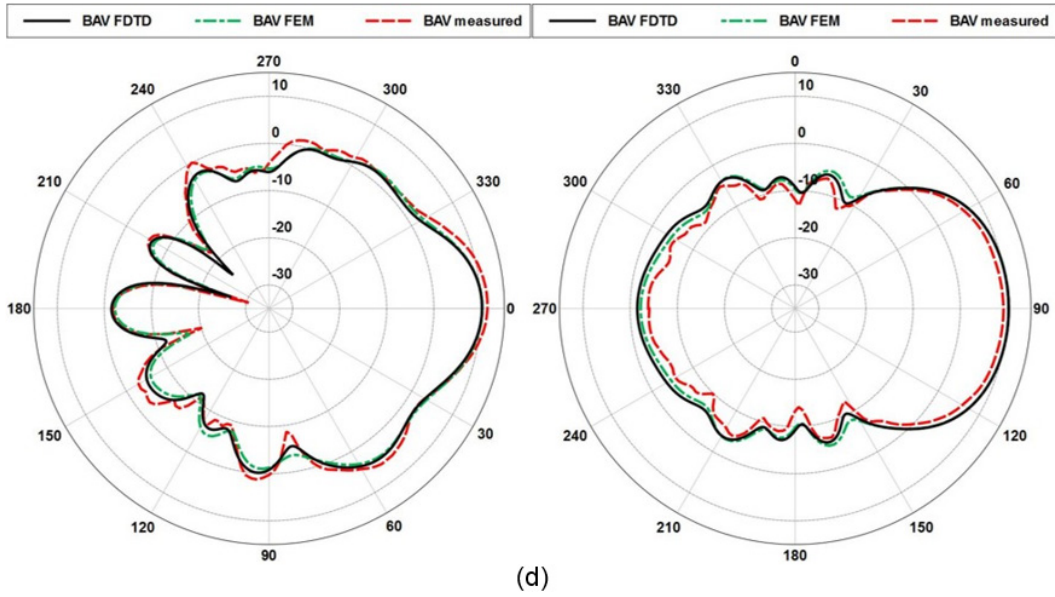 BAV FDTD BAV FEM BAV measured BAV FDTD BAV FEM BAV measured
270 0
240 10 300 330 10 30
0 0
210 -10 330 300 -10 60
-20 -20
-30 -30
180 0 270 90
150 30 240 120
120 60 210 150
90 180
(d)